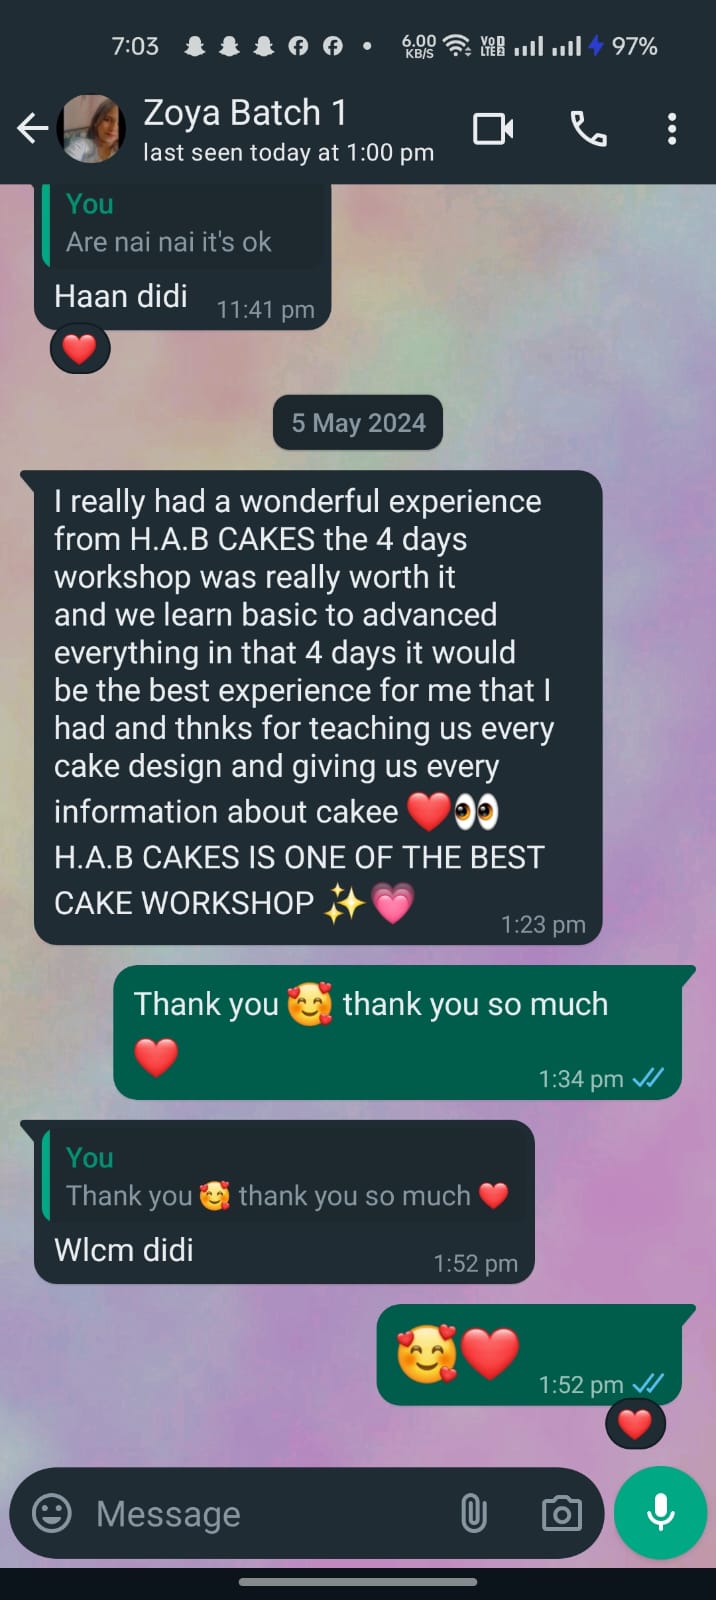 7:03
6.00 KB/S
VoD LTE2
97%
Zoya Batch 1
last seen today at 1:00 pm
You
Are nai nai it's ok
Haan didi
11:41 pm
5 May 2024
I really had a wonderful experience
from H.A.B CAKES the 4 days
workshop was really worth it
and we learn basic to advanced
everything in that 4 days it would
be the best experience for me that I
had and thnks for teaching us every
cake design and giving us every
information about cakee ❤️👀
H.A.B CAKES IS ONE OF THE BEST
CAKE WORKSHOP ✨💗
1:23 pm
Thank you 🥰 thank you so much
❤️
1:34 pm
You
Thank you 🥰 thank you so much ❤️
Wlcm didi
1:52 pm
🥰❤️
1:52 pm
Message